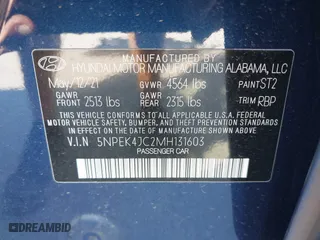 MANUFACTURED BY
HYUNDAI MOTOR MANUFACTURING ALABAMA, LLC
May/12/21 GVWR 4564 lbs PAINT ST2
GAWR FRONT 2513 lbs GAWR REAR 2315 lbs TRIM RBP
THIS VEHICLE CONFORMS TO ALL APPLICABLE U.S.A. FEDERAL MOTOR VEHICLE
SAFETY, BUMPER, AND THEFT PREVENTION STANDARDS IN EFFECT
ON THE DATE OF MANUFACTURE SHOWN ABOVE.
V.I.N 5NPEK4JC2MH131603
PASSENGER CAR
DREAMBID.COM